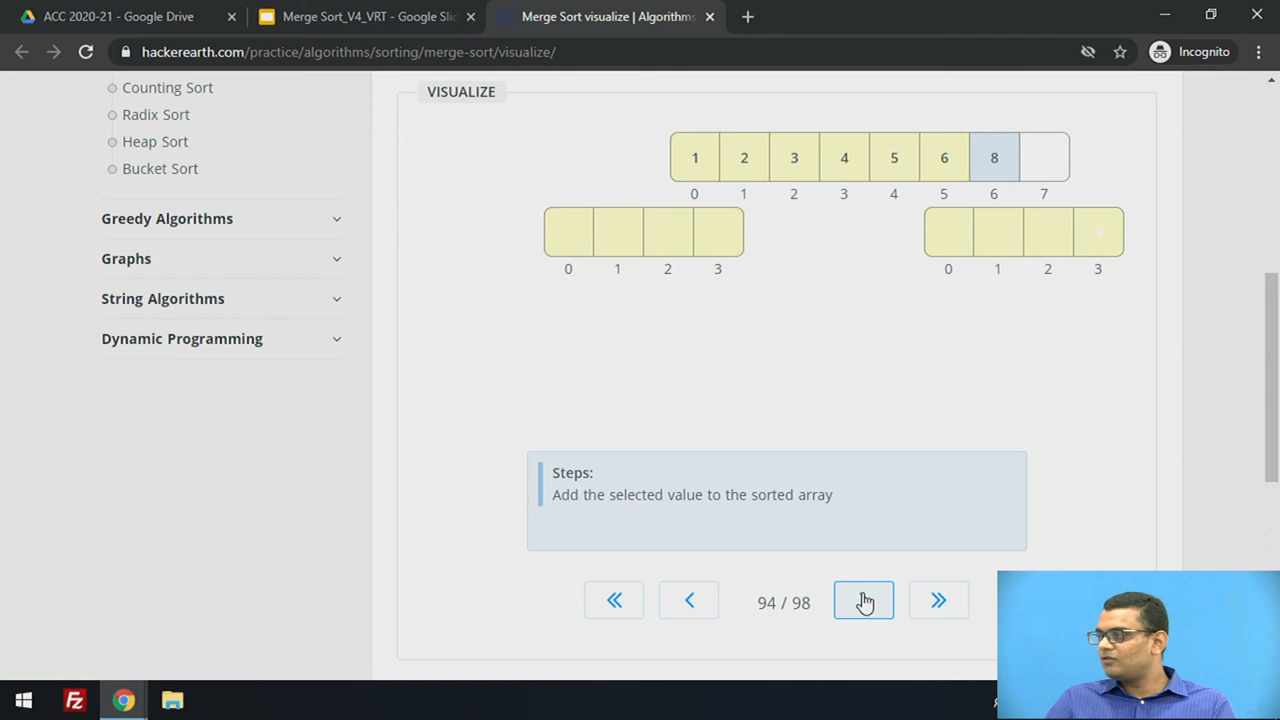 ACC 2020-21 - Google Drive
Merge Sort_V4_VRT - Google Slid
Merge Sort visualize | Algorithms
hackerearth.com/practice/algorithms/sorting/merge-sort/visualize/
Incognito
Counting Sort
Radix Sort
Heap Sort
Bucket Sort
Greedy Algorithms
Graphs
String Algorithms
Dynamic Programming
VISUALIZE
1 2 3 4 5 6 8
0 1 2 3 4 5 6 7
0 1 2 3
0 1 2 3
Steps:
Add the selected value to the sorted array
94 / 98
Fz